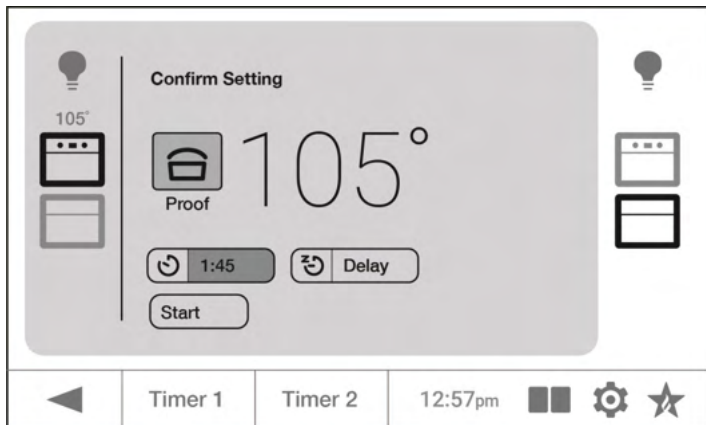 Confirm Setting
105°
105°
Proof
1:45
Z Delay
Start
Timer 1
Timer 2
12:57pm